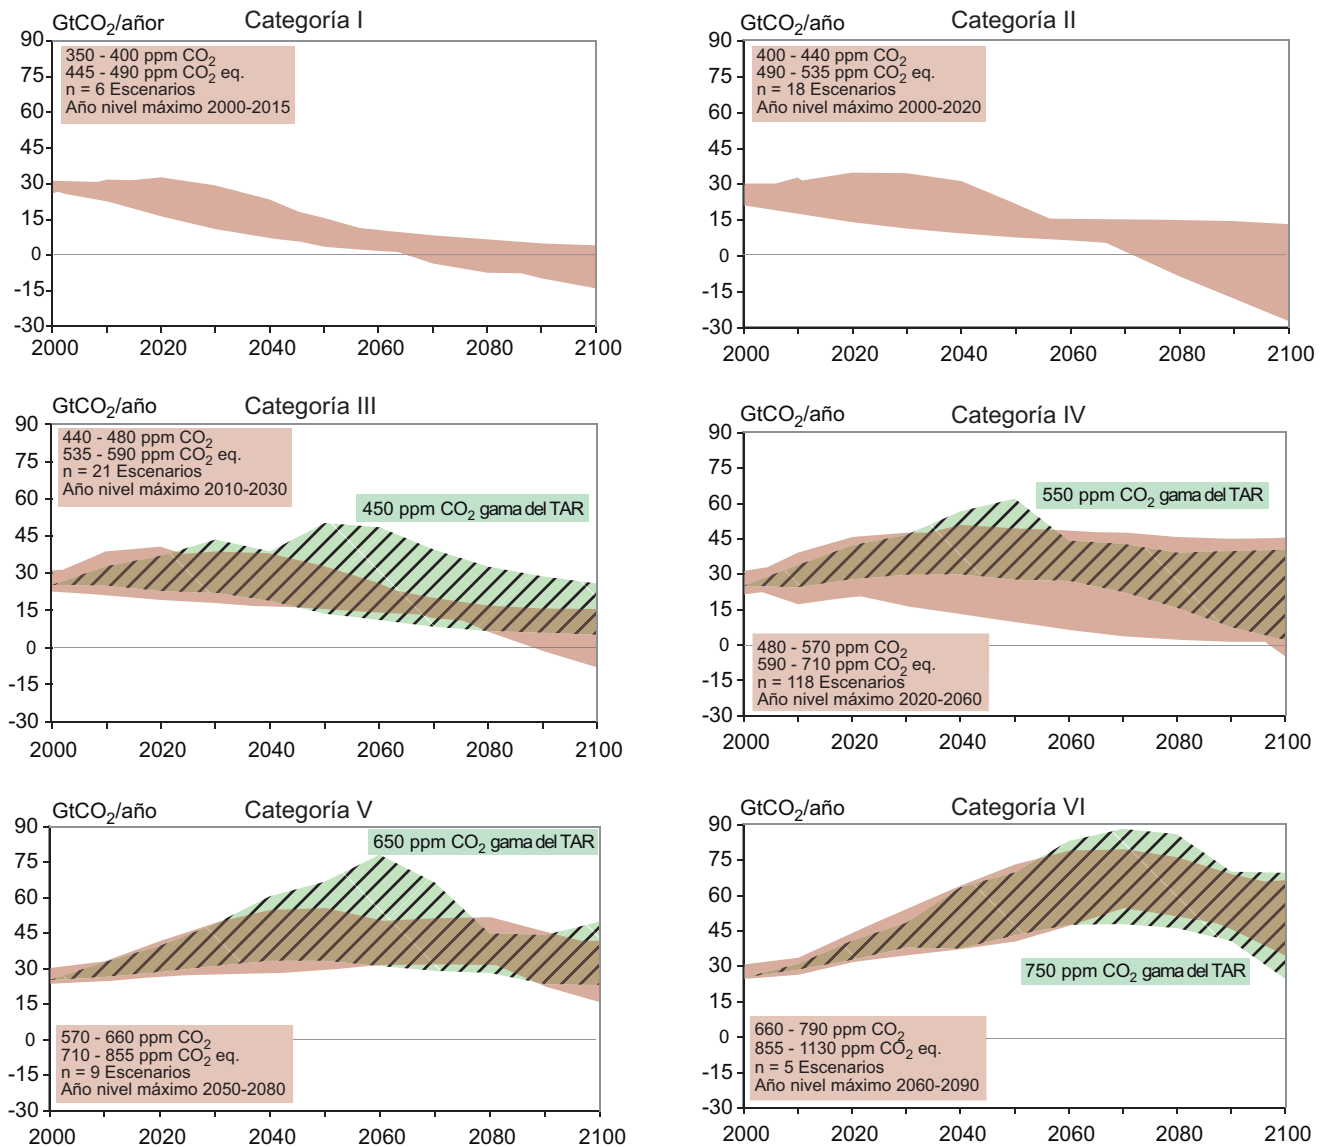 GtCO2/añor
Categoría I
90
75
60
45
30
15
0
-15
-30
350 - 400 ppm CO2
445 - 490 ppm CO2 eq.
n = 6 Escenarios
Año nivel máximo 2000-2015
2000 2020 2040 2060 2080 2100
GtCO2/año
Categoría II
90
75
60
45
30
15
0
-15
-30
400 - 440 ppm CO2
490 - 535 ppm CO2 eq.
n = 18 Escenarios
Año nivel máximo 2000-2020
2000 2020 2040 2060 2080 2100
GtCO2/año
Categoría III
90
75
60
45
30
15
0
-15
-30
440 - 480 ppm CO2
535 - 590 ppm CO2 eq.
n = 21 Escenarios
Año nivel máximo 2010-2030
450 ppm CO2 gama del TAR
2000 2020 2040 2060 2080 2100
GtCO2/año
Categoría IV
90
75
60
45
30
15
0
-15
-30
550 ppm CO2 gama del TAR
480 - 570 ppm CO2
590 - 710 ppm CO2 eq.
n = 118 Escenarios
Año nivel máximo 2020-2060
2000 2020 2040 2060 2080 2100
GtCO2/año
Categoría V
90
75
60
45
30
15
0
-15
-30
650 ppm CO2 gama del TAR
570 - 660 ppm CO2
710 - 855 ppm CO2 eq.
n = 9 Escenarios
Año nivel máximo 2050-2080
2000 2020 2040 2060 2080 2100
GtCO2/año
Categoría VI
90
75
60
45
30
15
0
-15
-30
750 ppm CO2 gama del TAR
660 - 790 ppm CO2
855 - 1130 ppm CO2 eq.
n = 5 Escenarios
Año nivel máximo 2060-2090
2000 2020 2040 2060 2080 2100